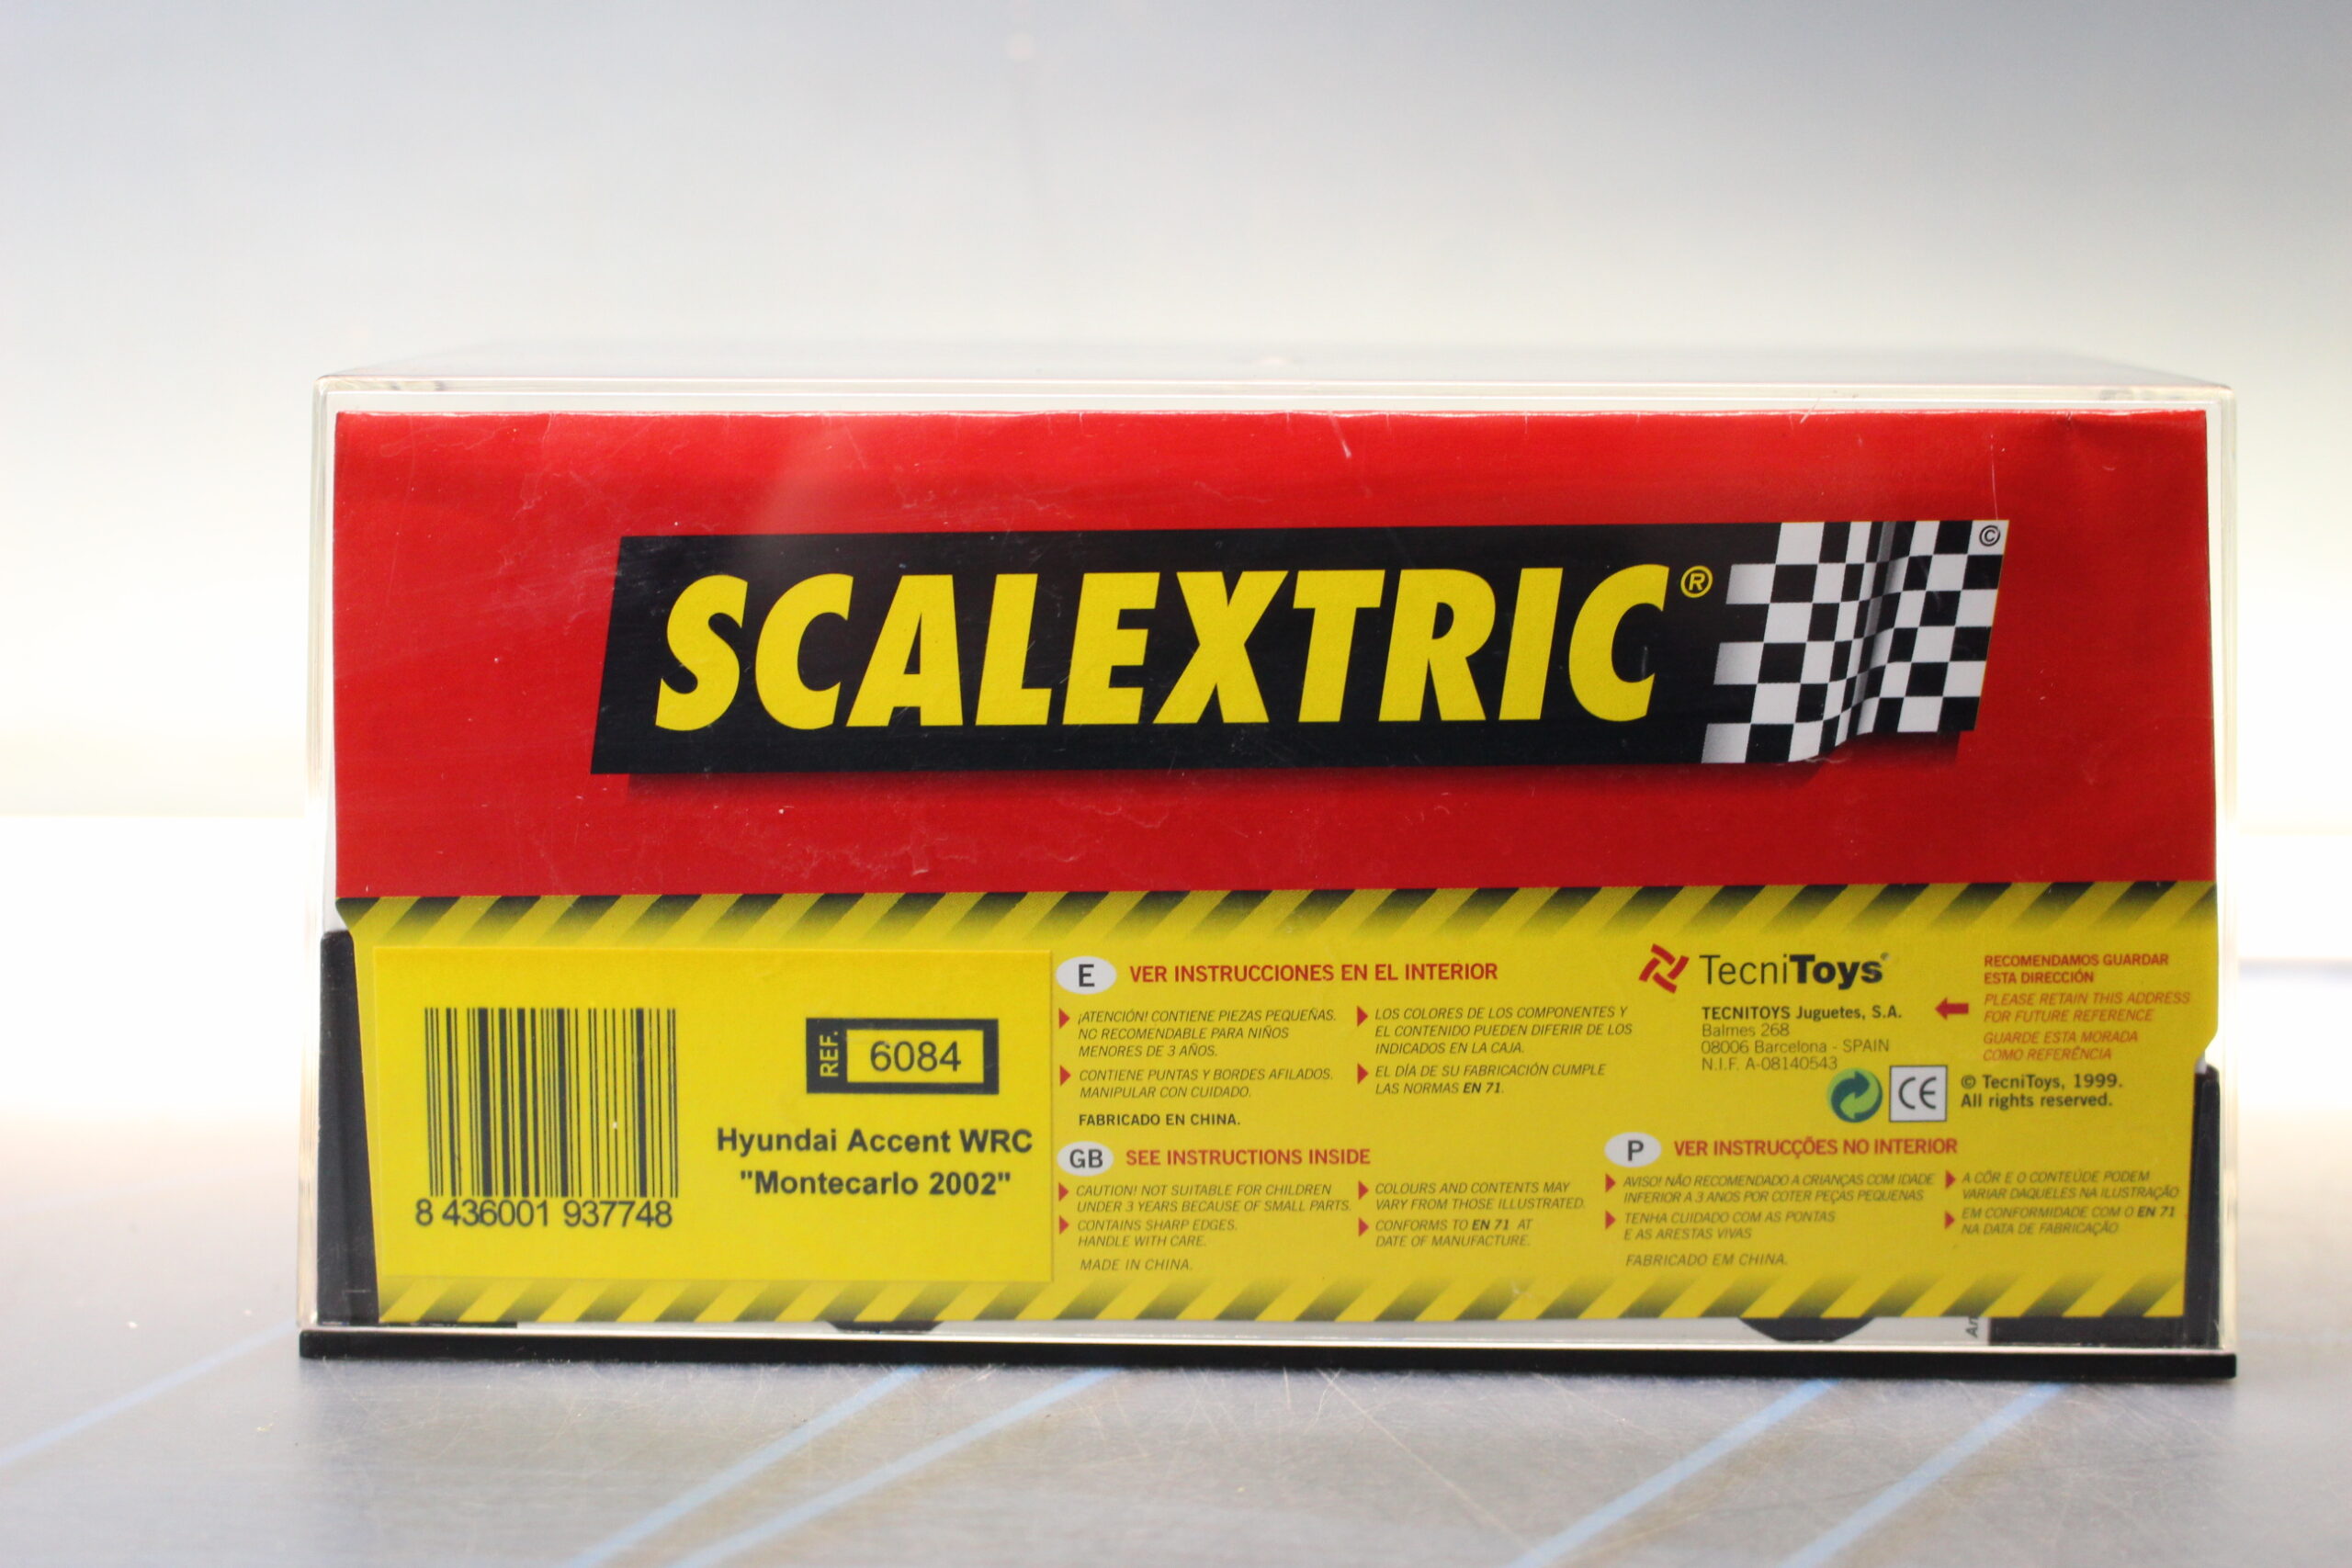 SCALEXTRIC®
©
8 436001 937748
REF. 6084
Hyundai Accent WRC
"Montecarlo 2002"
E VER INSTRUCCIONES EN EL INTERIOR
¡ATENCIÓN! CONTIENE PIEZAS PEQUEÑAS.
NO RECOMENDABLE PARA NIÑOS
MENORES DE 3 AÑOS.
CONTIENE PUNTAS Y BORDES AFILADOS.
MANIPULAR CON CUIDADO.
LOS COLORES DE LOS COMPONENTES Y
EL CONTENIDO PUEDEN DIFERIR DE LOS
INDICADOS EN LA CAJA.
EL DÍA DE SU FABRICACIÓN CUMPLE
LAS NORMAS EN 71.
FABRICADO EN CHINA.
TecniToys
TECNITOYS Juguetes, S.A.
Balmes 268
08006 Barcelona - SPAIN
N.I.F. A-08140543
RECOMENDAMOS GUARDAR
ESTA DIRECCIÓN
PLEASE RETAIN THIS ADDRESS
FOR FUTURE REFERENCE
GUARDE ESTA MORADA
COMO REFERÊNCIA
CE
© TecniToys, 1999.
All rights reserved.
GB SEE INSTRUCTIONS INSIDE
CAUTION! NOT SUITABLE FOR CHILDREN
UNDER 3 YEARS BECAUSE OF SMALL PARTS.
CONTAINS SHARP EDGES.
HANDLE WITH CARE.
COLOURS AND CONTENTS MAY
VARY FROM THOSE ILLUSTRATED.
CONFORMS TO EN 71 AT
DATE OF MANUFACTURE.
MADE IN CHINA.
P VER INSTRUCÇÕES NO INTERIOR
AVISO! NÃO RECOMENDADO A CRIANÇAS COM IDADE
INFERIOR A 3 ANOS POR COTER PEÇAS PEQUENAS
TENHA CUIDADO COM AS PONTAS
E AS ARESTAS VIVAS
A CÔR E O CONTEÚDE PODEM
VARIAR DAQUELES NA ILUSTRAÇÃO
EM CONFORMIDADE COM O EN 71
NA DATA DE FABRICAÇÃO
FABRICADO EM CHINA.